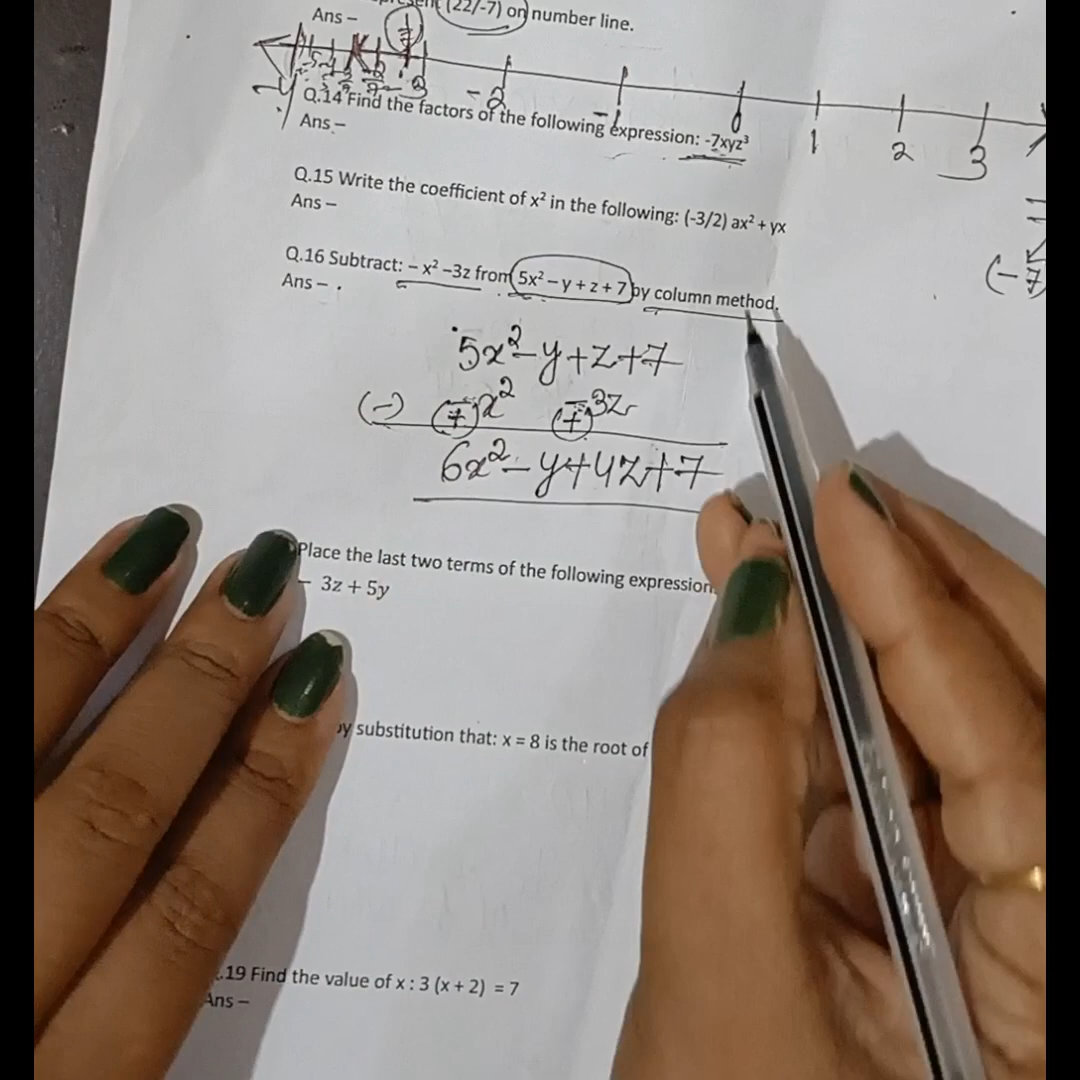 (22/-7) on number line.
Ans –
-2 -1 0 1 2 3
Q.14 Find the factors of the following expression: -7xyz³
Ans –
Q.15 Write the coefficient of x² in the following: (-3/2) ax² + yx
Ans –
Q.16 Subtract: – x² –3z from 5x² – y + z + 7 by column method.
Ans –
5x²-y+z+7
(-) (+)x² (+)3z
6x²-y+4z+7
Place the last two terms of the following expression
– 3z + 5y
by substitution that: x = 8 is the root of
.19 Find the value of x : 3 (x + 2) = 7
Ans –